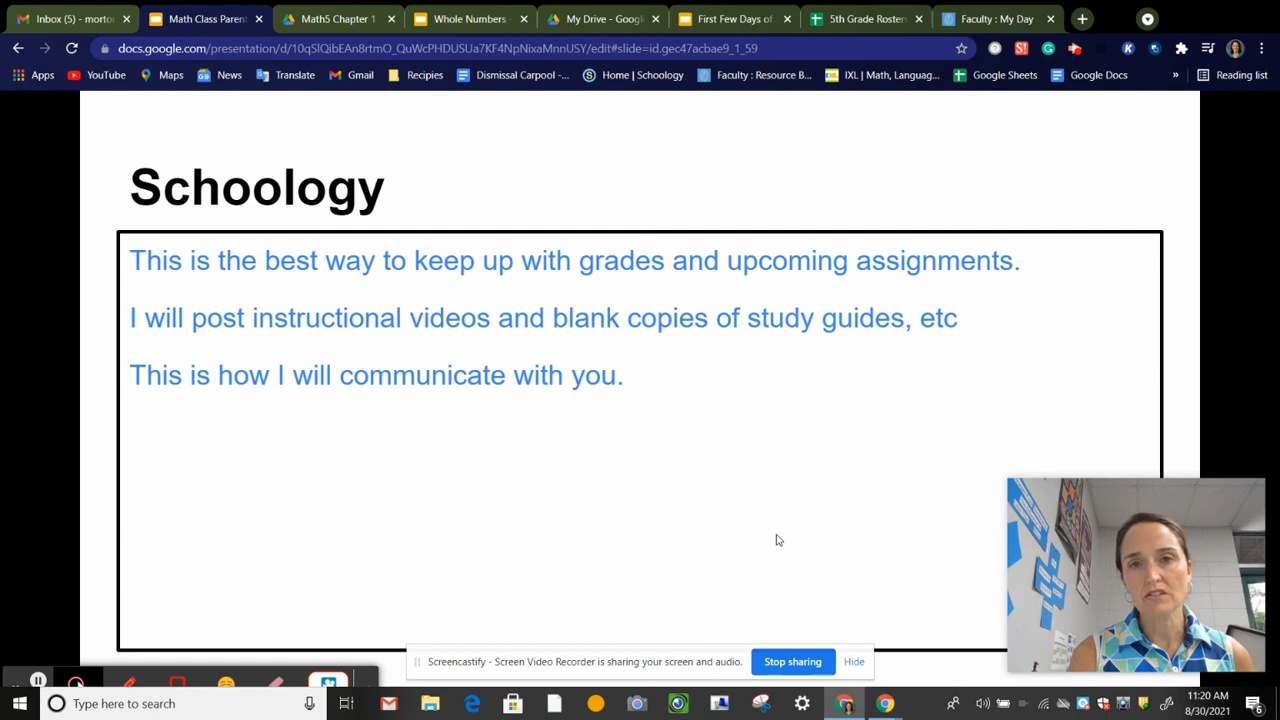 Inbox (5) - morto
Math Class Parent
Math5 Chapter 1
Whole Numbers -
My Drive - Google
First Few Days of
5th Grade Rosters
Faculty : My Day
docs.google.com/presentation/d/10qSlQibEAn8rtmO_QuWcPHDUSUa7KF4NpNixaMnnUSY/edit#slide=id.gec47acbae9_1_59
Apps
YouTube
Maps
News
Translate
Gmail
Recipies
Dismissal Carpool -...
Home | Schoology
Faculty : Resource B...
IXL | Math, Languag...
Google Sheets
Google Docs
»
Reading list
Schoology
This is the best way to keep up with grades and upcoming assignments.
I will post instructional videos and blank copies of study guides, etc
This is how I will communicate with you.
Screencastify - Screen Video Recorder is sharing your screen and audio.
Stop sharing
Hide
Type here to search
11:20 AM
8/30/2021
6